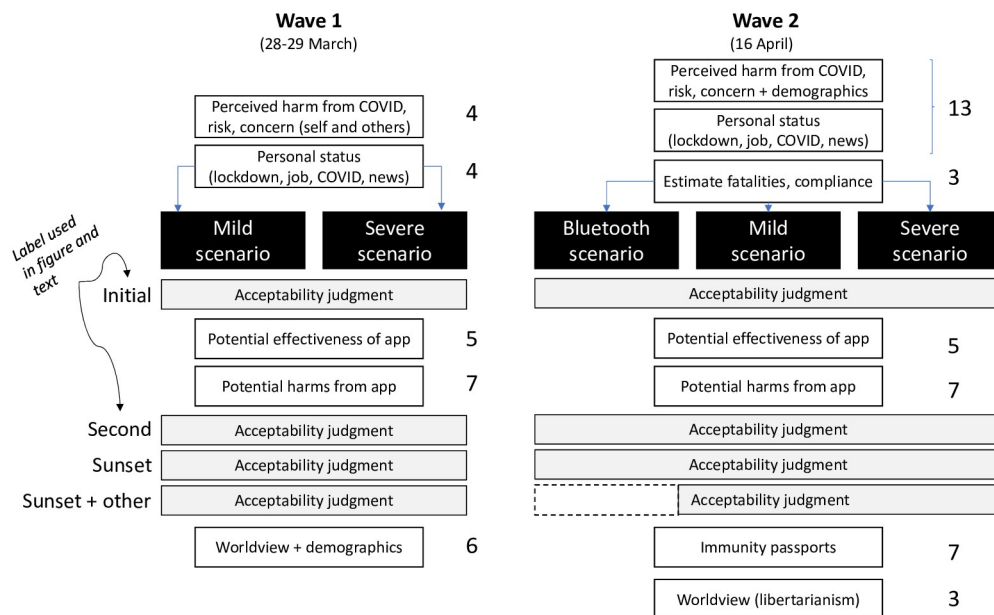 Wave 1
(28-29 March)
Perceived harm from COVID,
risk, concern (self and others)
4
Personal status
(lockdown, job, COVID, news)
4
Mild
scenario
Severe
scenario
Label used
in figure and
text
Initial
Acceptability judgment
Potential effectiveness of app
5
Potential harms from app
7
Second
Acceptability judgment
Sunset
Acceptability judgment
Sunset + other
Acceptability judgment
Worldview + demographics
6
Wave 2
(16 April)
Perceived harm from COVID,
risk, concern + demographics
Personal status
(lockdown, job, COVID, news)
13
Estimate fatalities, compliance
3
Bluetooth
scenario
Mild
scenario
Severe
scenario
Acceptability judgment
Potential effectiveness of app
5
Potential harms from app
7
Acceptability judgment
Acceptability judgment
Acceptability judgment
Immunity passports
7
Worldview (libertarianism)
3